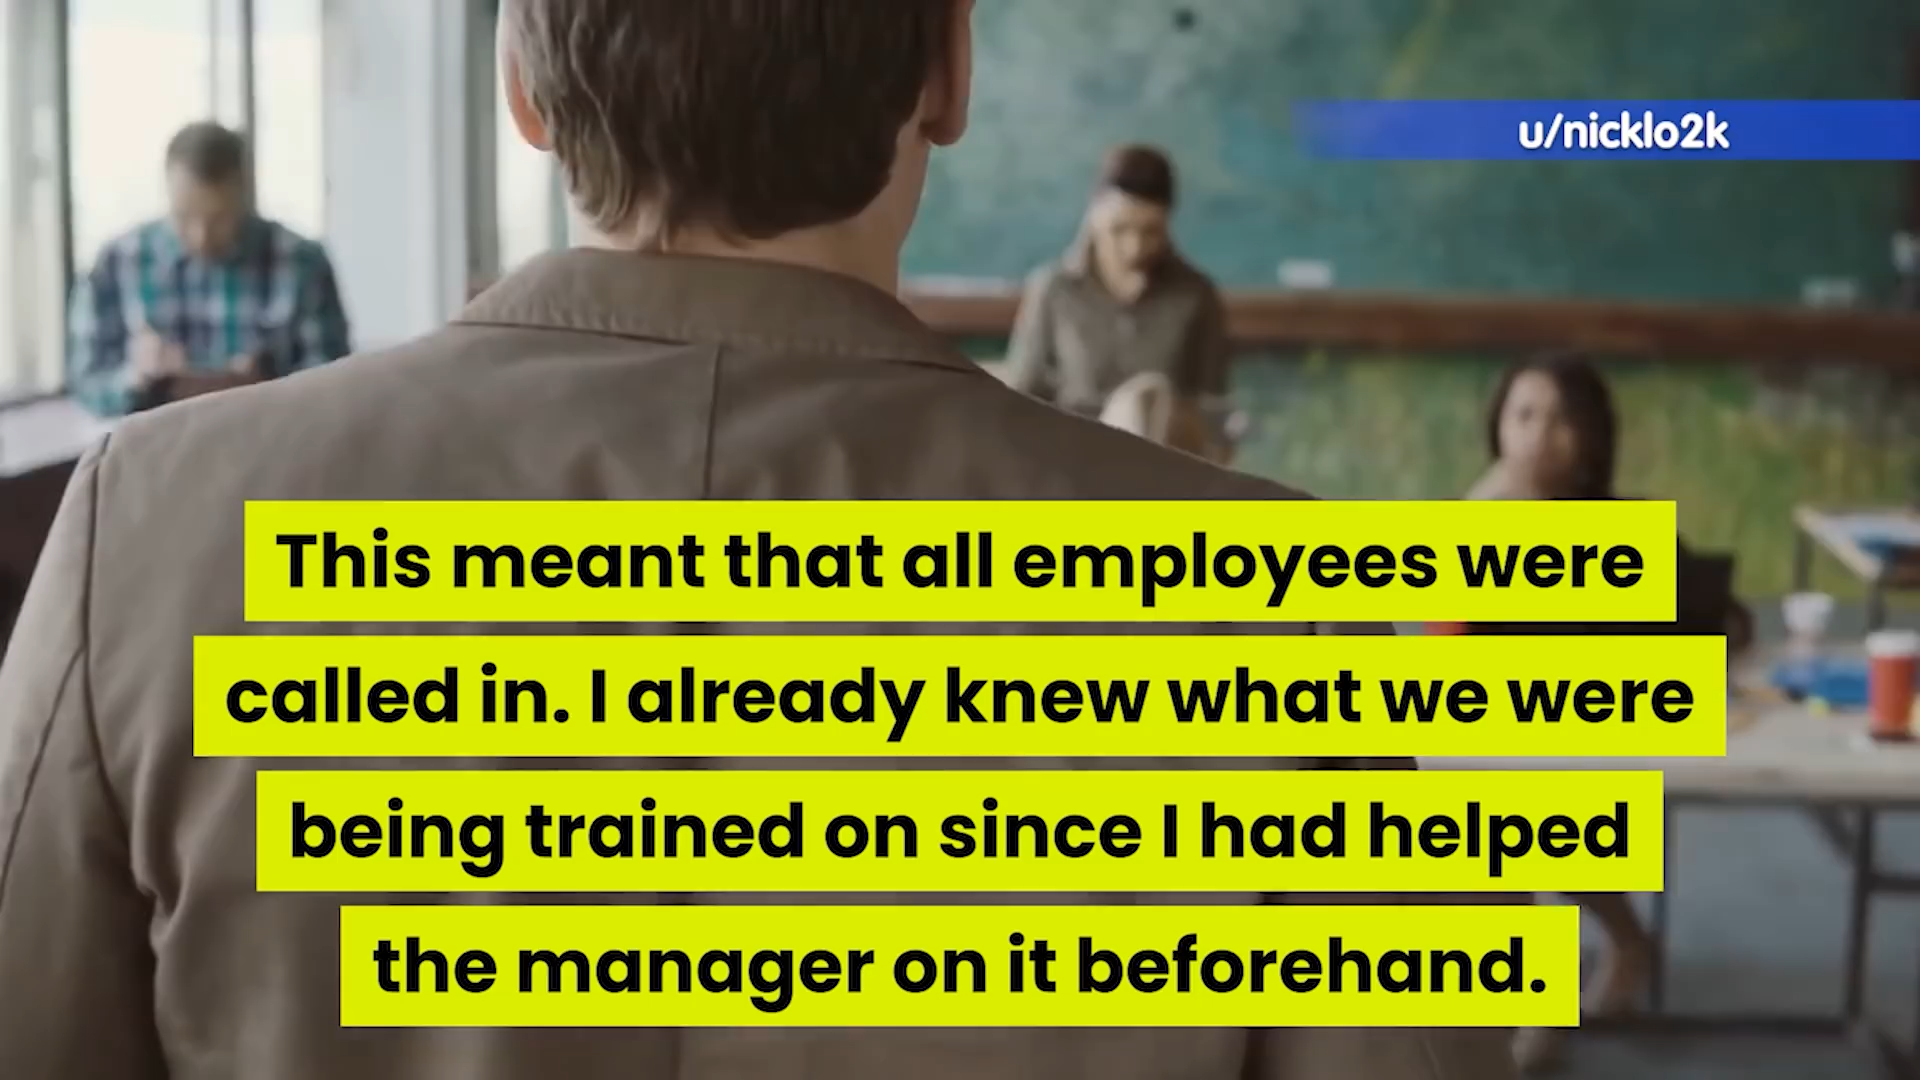 u/nicklo2k
This meant that all employees were
called in. I already knew what we were
being trained on since I had helped
the manager on it beforehand.